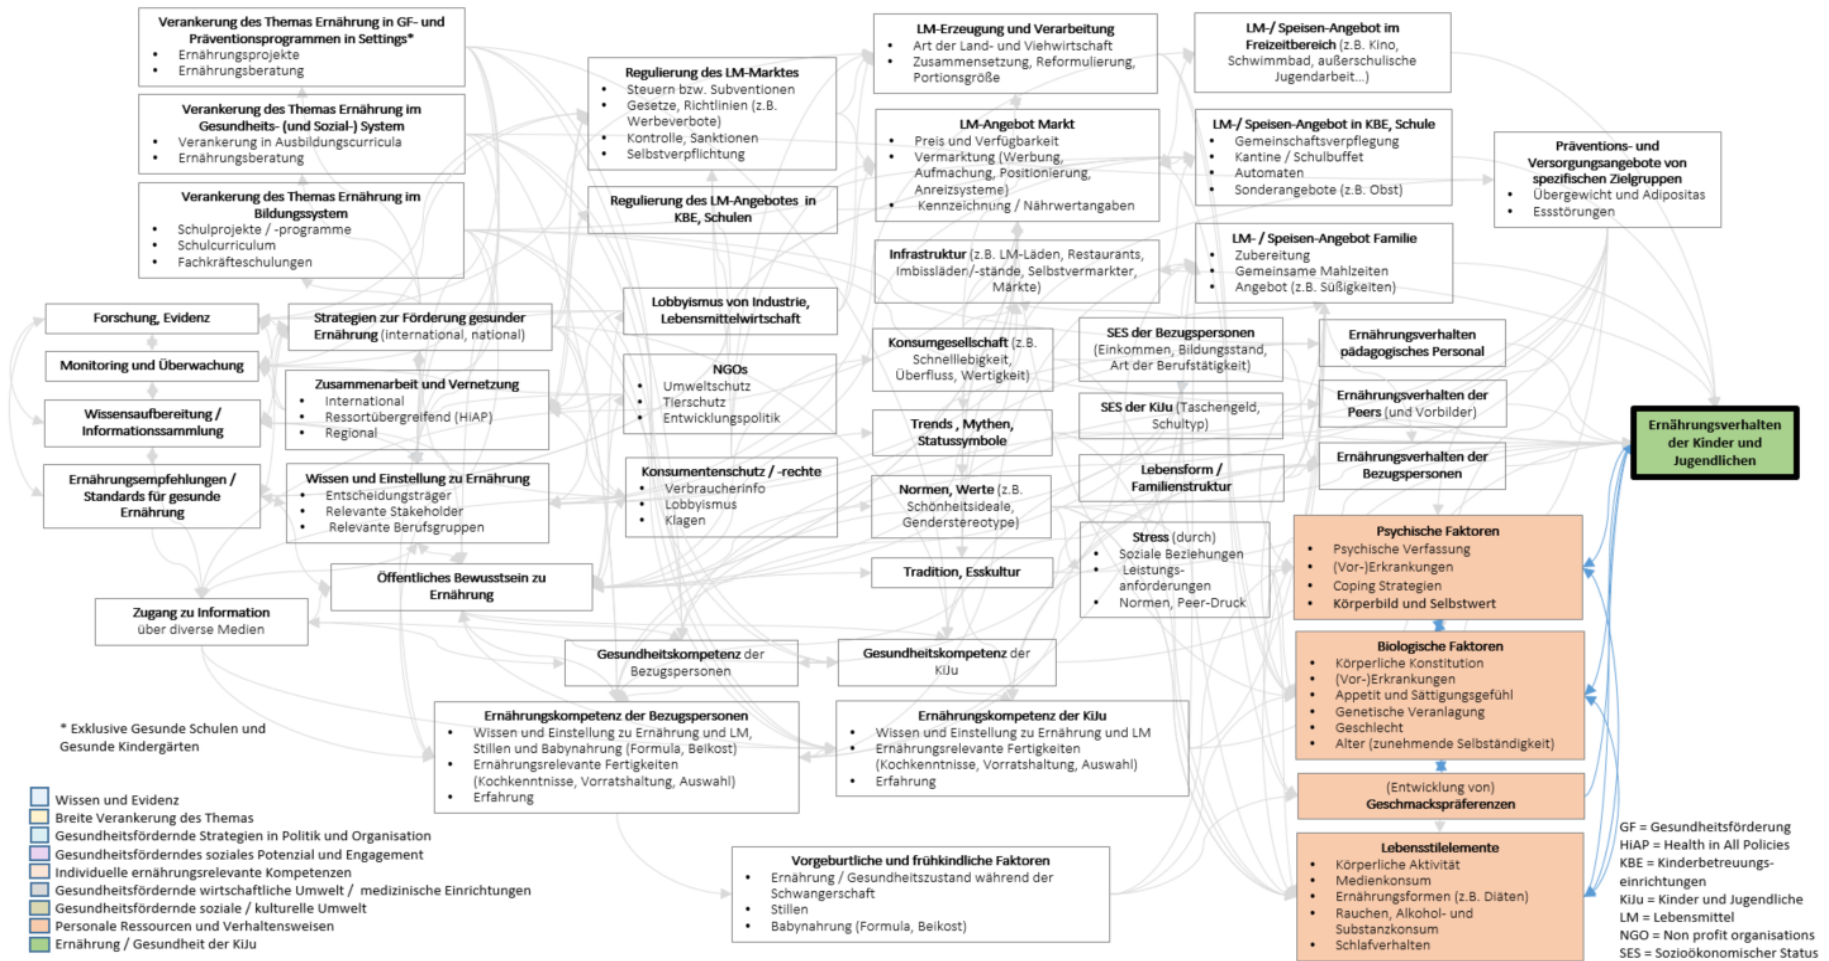 Verankerung des Themas Ernährung in GF- und
Präventionsprogrammen in Settings*
• Ernährungsprojekte
• Ernährungsberatung
Verankerung des Themas Ernährung im
Gesundheits- (und Sozial-) System
• Verankerung in Ausbildungscurricula
• Ernährungsberatung
Verankerung des Themas Ernährung im
Bildungssystem
• Schulprojekte / -programme
• Schulcurriculum
• Fachkräfteschulungen
Regulierung des LM-Marktes
• Steuern bzw. Subventionen
• Gesetze, Richtlinien (z.B.
Werbeverbote)
• Kontrolle, Sanktionen
• Selbstverpflichtung
Regulierung des LM-Angebotes in
KBE, Schulen
LM-Erzeugung und Verarbeitung
• Art der Land- und Viehwirtschaft
• Zusammensetzung, Reformulierung,
Portionsgröße
LM-Angebot Markt
• Preis und Verfügbarkeit
• Vermarktung (Werbung,
Aufmachung, Positionierung,
Anreizsysteme)
• Kennzeichnung / Nährwertangaben
Infrastruktur (z.B. LM-Läden, Restaurants,
Imbissläden/-stände, Selbstvermarkter,
Märkte)
LM-/ Speisen-Angebot im
Freizeitbereich (z.B. Kino,
Schwimmbad, außerschulische
Jugendarbeit...)
LM-/ Speisen-Angebot in KBE, Schule
• Gemeinschaftsverpflegung
• Kantine / Schulbuffet
• Automaten
• Sonderangebote (z.B. Obst)
LM- / Speisen-Angebot Familie
• Zubereitung
• Gemeinsame Mahlzeiten
• Angebot (z.B. Süßigkeiten)
Präventions- und
Versorgungsangebote von
spezifischen Zielgruppen
• Übergewicht und Adipositas
• Essstörungen
Forschung, Evidenz
Monitoring und Überwachung
Wissensaufbereitung /
Informationssammlung
Ernährungsempfehlungen /
Standards für gesunde
Ernährung
Strategien zur Förderung gesunder
Ernährung (international, national)
Zusammenarbeit und Vernetzung
• International
• Ressortübergreifend (HiAP)
• Regional
Wissen und Einstellung zu Ernährung
• Entscheidungsträger
• Relevante Stakeholder
• Relevante Berufsgruppen
Öffentliches Bewusstsein zu
Ernährung
Zugang zu Information
über diverse Medien
Lobbyismus von Industrie,
Lebensmittelwirtschaft
NGOs
• Umweltschutz
• Tierschutz
• Entwicklungspolitik
Konsumentenschutz / -rechte
• Verbraucherinfo
• Lobbyismus
• Klagen
Konsumgesellschaft (z.B.
Schnelllebigkeit,
Überfluss, Wertigkeit)
Trends , Mythen,
Statussymbole
Normen, Werte (z.B.
Schönheitsideale,
Genderstereotype)
Tradition, Esskultur
SES der Bezugspersonen
(Einkommen, Bildungsstand,
Art der Berufstätigkeit)
SES der KiJu (Taschengeld,
Schultyp)
Lebensform /
Familienstruktur
Stress (durch)
• Soziale Beziehungen
• Leistungs-
anforderungen
• Normen, Peer-Druck
Ernährungsverhalten
pädagogisches Personal
Ernährungsverhalten der
Peers (und Vorbilder)
Ernährungsverhalten der
Bezugspersonen
Ernährungsverhalten
der Kinder und
Jugendlichen
Psychische Faktoren
• Psychische Verfassung
• (Vor-)Erkrankungen
• Coping Strategien
• Körperbild und Selbstwert
Biologische Faktoren
• Körperliche Konstitution
• (Vor-)Erkrankungen
• Appetit und Sättigungsgefühl
• Genetische Veranlagung
• Geschlecht
• Alter (zunehmende Selbständigkeit)
(Entwicklung von)
Geschmackspräferenzen
Lebensstilelemente
• Körperliche Aktivität
• Medienkonsum
• Ernährungsformen (z.B. Diäten)
• Rauchen, Alkohol- und
Substanzkonsum
• Schlafverhalten
Gesundheitskompetenz der
Bezugspersonen
Gesundheitskompetenz der
KiJu
Ernährungskompetenz der Bezugspersonen
• Wissen und Einstellung zu Ernährung und LM,
Stillen und Babynahrung (Formula, Beikost)
• Ernährungsrelevante Fertigkeiten
(Kochkenntnisse, Vorratshaltung, Auswahl)
• Erfahrung
Ernährungskompetenz der KiJu
• Wissen und Einstellung zu Ernährung und LM
• Ernährungsrelevante Fertigkeiten
(Kochkenntnisse, Vorratshaltung, Auswahl)
• Erfahrung
Vorgeburtliche und frühkindliche Faktoren
• Ernährung / Gesundheitszustand während der
Schwangerschaft
• Stillen
• Babynahrung (Formula, Beikost)
* Exklusive Gesunde Schulen und
Gesunde Kindergärten
Wissen und Evidenz
Breite Verankerung des Themas
Gesundheitsfördernde Strategien in Politik und Organisation
Gesundheitsförderndes soziales Potenzial und Engagement
Individuelle ernährungsrelevante Kompetenzen
Gesundheitsfördernde wirtschaftliche Umwelt / medizinische Einrichtungen
Gesundheitsfördernde soziale / kulturelle Umwelt
Personale Ressourcen und Verhaltensweisen
Ernährung / Gesundheit der KiJu
GF = Gesundheitsförderung
HiAP = Health in All Policies
KBE = Kinderbetreuungs-
einrichtungen
KiJu = Kinder und Jugendliche
LM = Lebensmittel
NGO = Non profit organisations
SES = Sozioökonomischer Status